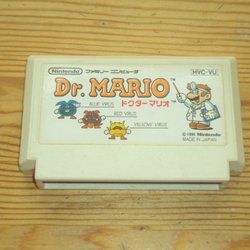 Nintendo ファミリー コンピュータ HVC-VU
Dr. MARIO™
ドクターマリオ
BLUE VIRUS
RED VIRUS
YELLOW VIRUS
©1990 Nintendo
MADE IN JAPAN